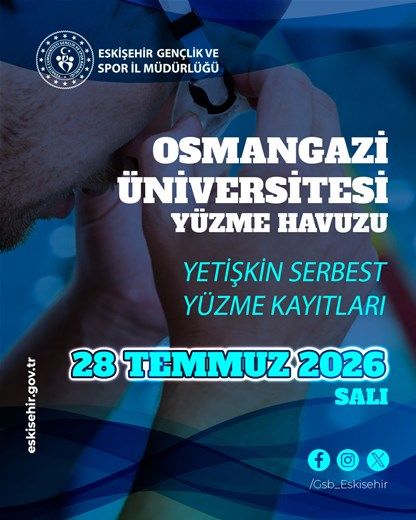 ESKİŞEHİR GENÇLİK VE
SPOR İL MÜDÜRLÜĞÜ
OSMANGAZİ
ÜNİVERSİTESİ
YÜZME HAVUZU
YETİŞKİN SERBEST
YÜZME KAYITLARI
28 TEMMUZ 2026
SALI
eskisehir.gov.tr
/Gsb_Eskisehir